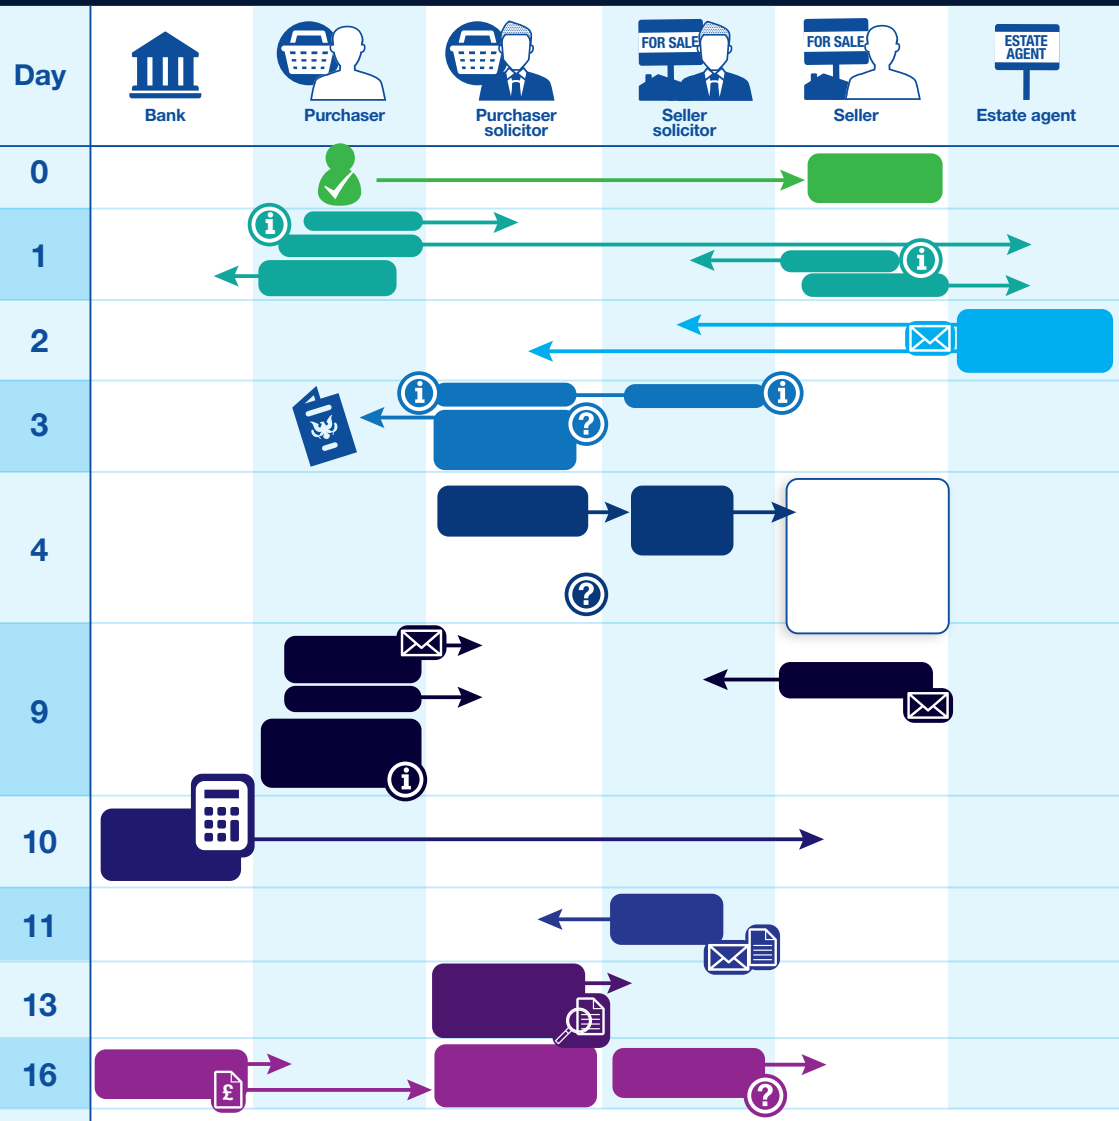 Day
Bank
Purchaser
Purchaser
solicitor
FOR SALE
Seller
solicitor
FOR SALE
Seller
ESTATE
AGENT
Estate agent
0
i
1
i
2
i
i
3
?
4
?
9
i
10
11
13
16
£
?